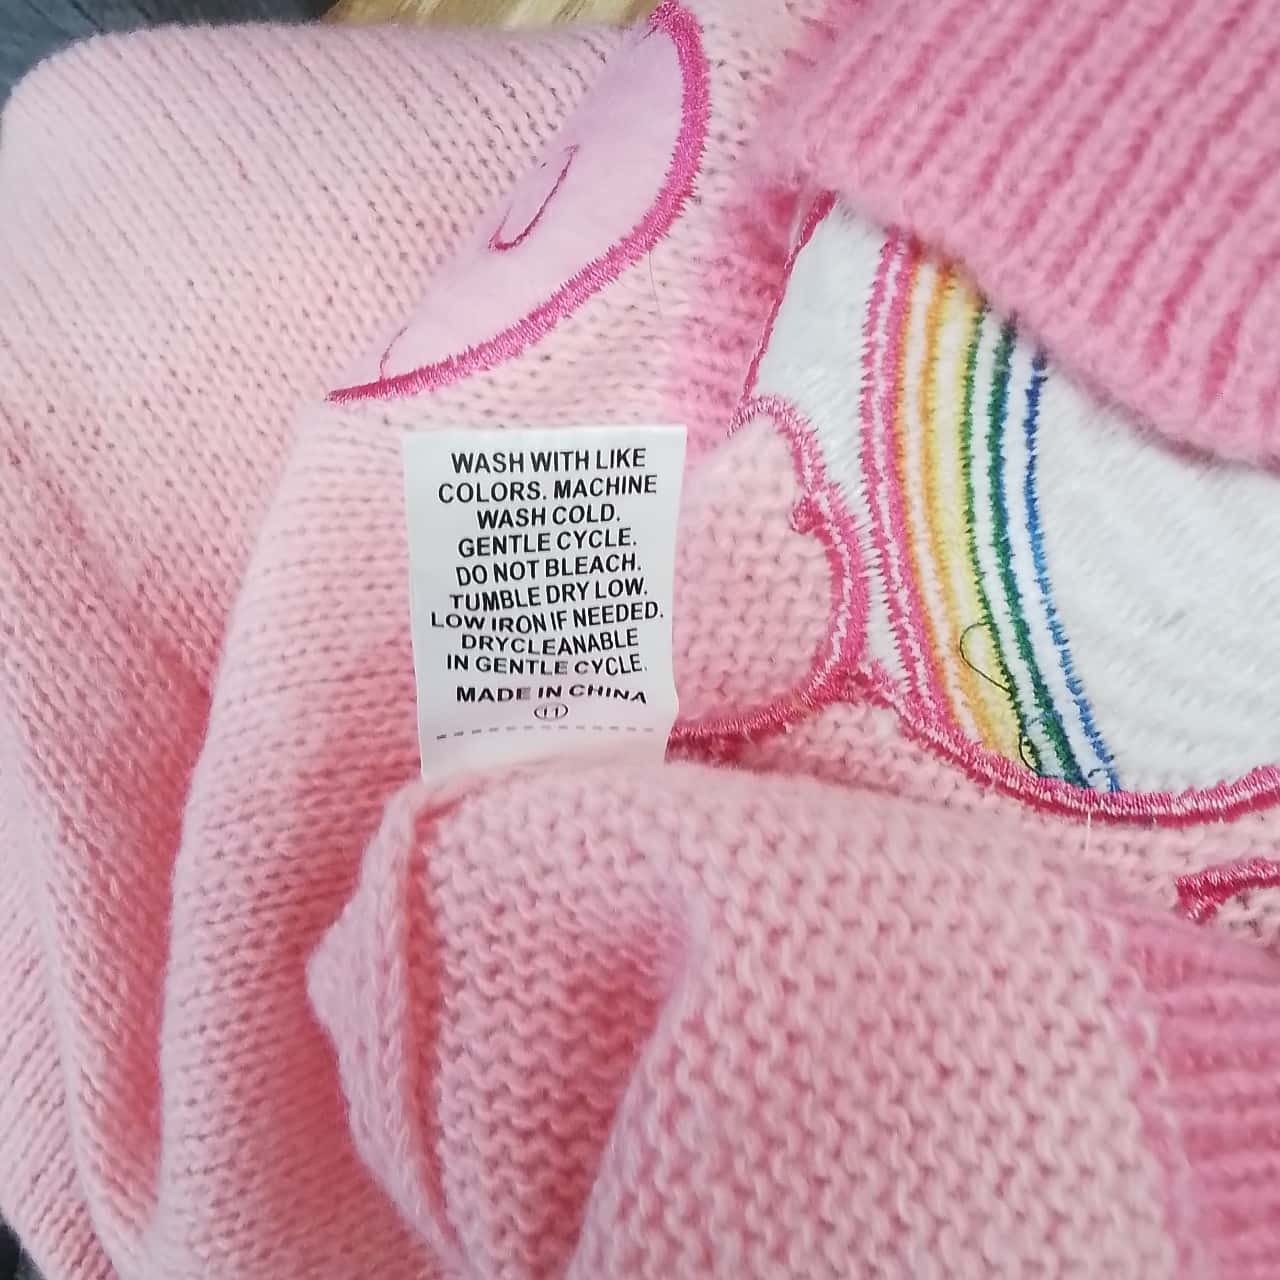 WASH WITH LIKE
COLORS. MACHINE
WASH COLD.
GENTLE CYCLE.
DO NOT BLEACH.
TUMBLE DRY LOW.
LOW IRON IF NEEDED.
DRYCLEANABLE
IN GENTLE CYCLE.
MADE IN CHINA
11